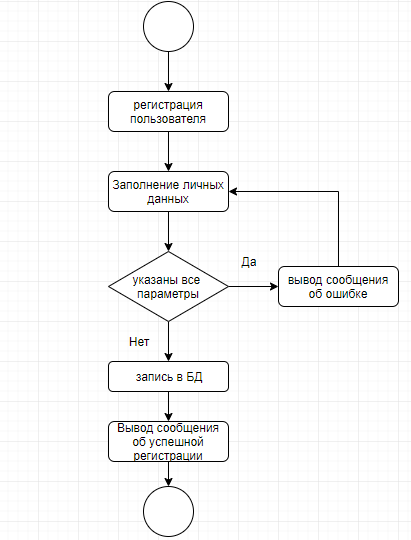 регистрация
пользователя
Заполнение личных
данных
указаны все
параметры
Да
вывод сообщения
об ошибке
Нет
запись в БД
Вывод сообщения
об успешной
регистрации